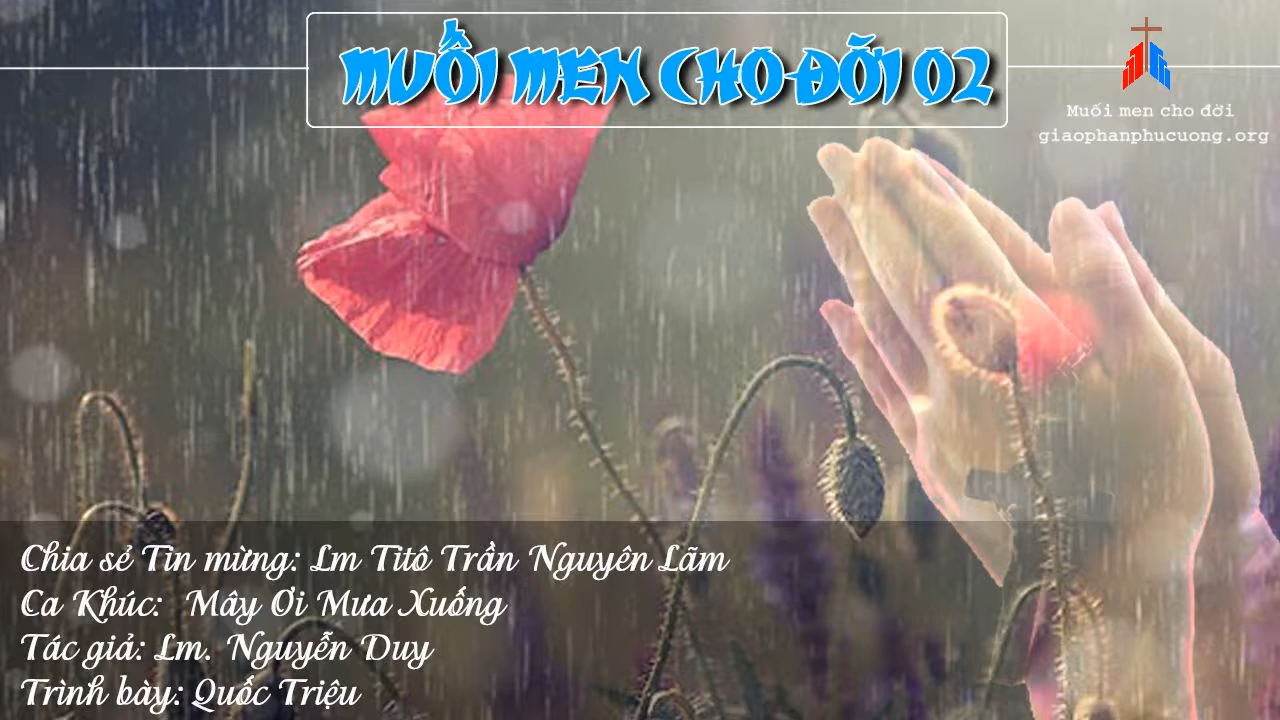 MUỐI MEN CHO ĐỜI 02
Muối men cho đời
giaophanphucuong.org
Chia sẻ Tin mừng: Lm Titô Trần Nguyên Lãm
Ca Khúc: Mây Ơi Mưa Xuống
Tác giả: Lm. Nguyễn Duy
Trình bày: Quốc Triệu